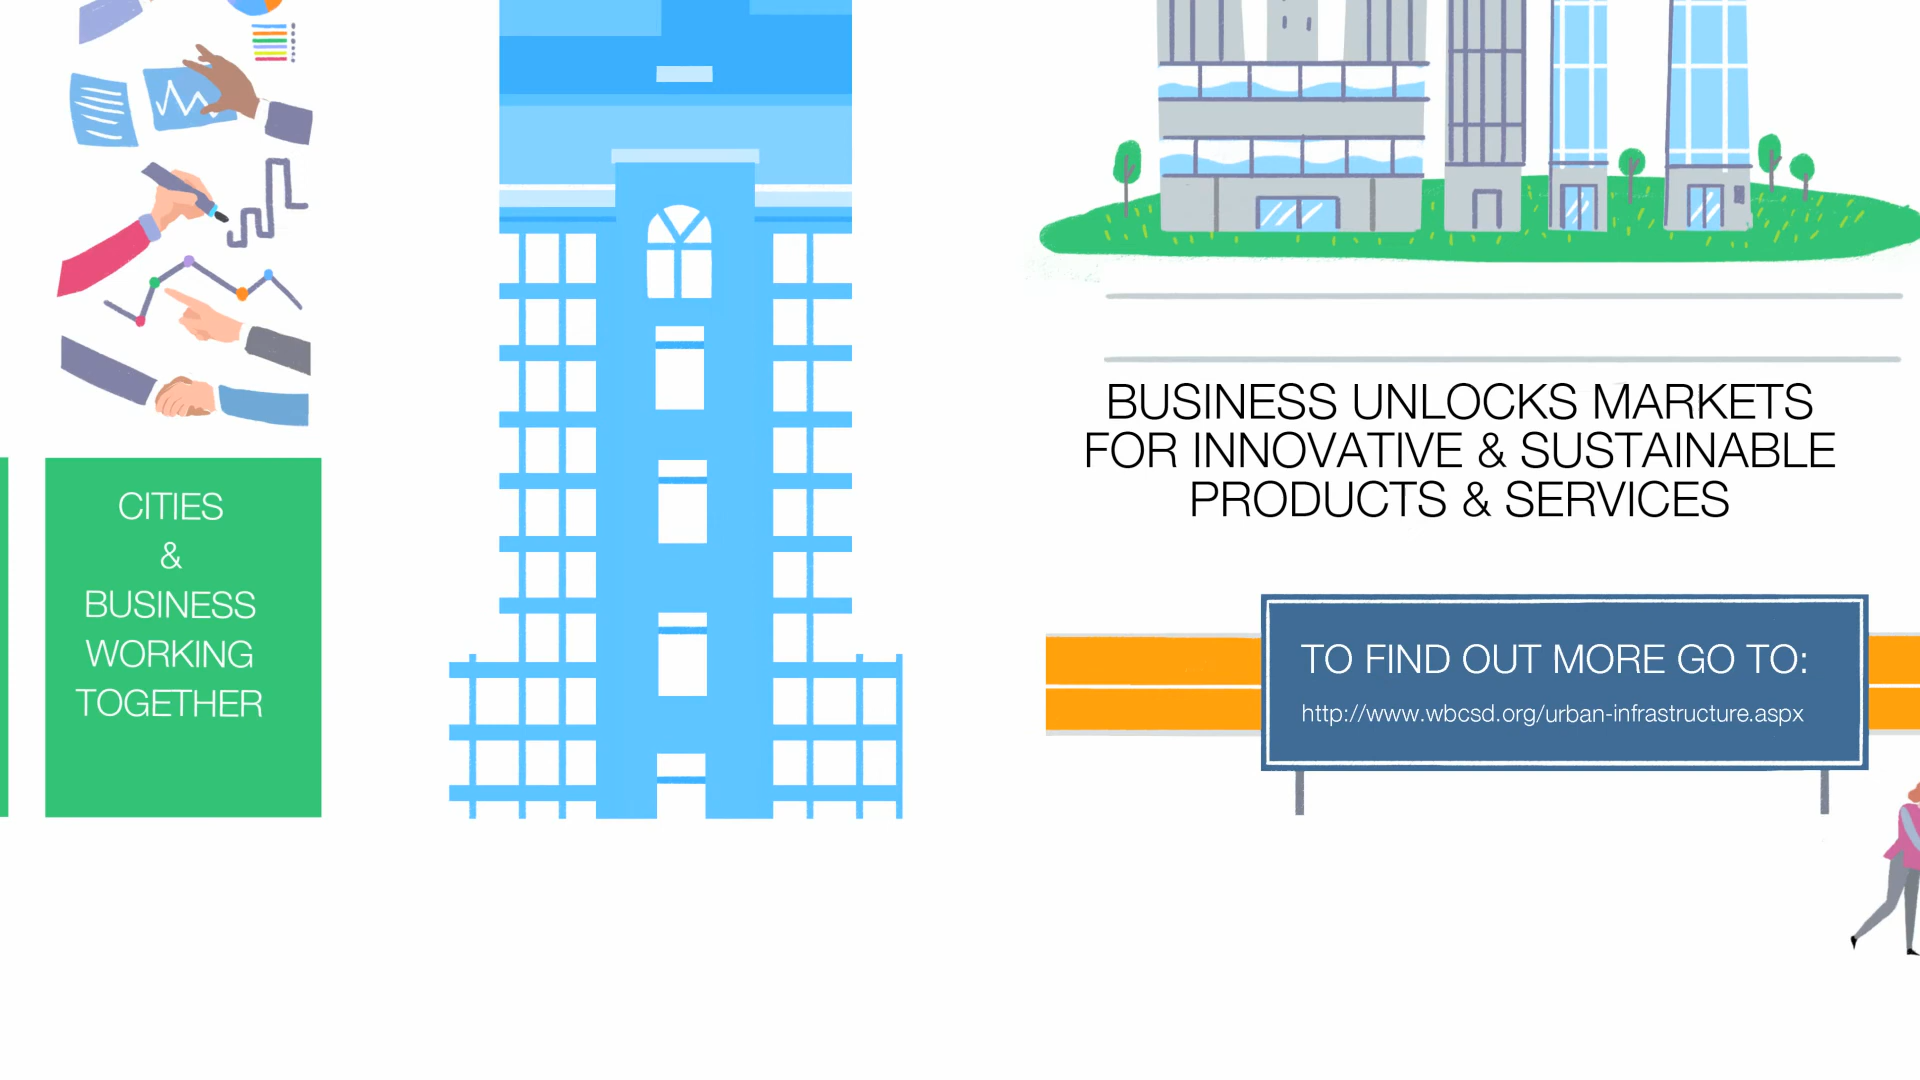 CITIES
&
BUSINESS
WORKING
TOGETHER
BUSINESS UNLOCKS MARKETS
FOR INNOVATIVE & SUSTAINABLE
PRODUCTS & SERVICES
TO FIND OUT MORE GO TO:
http://www.wbcsd.org/urban-infrastructure.aspx